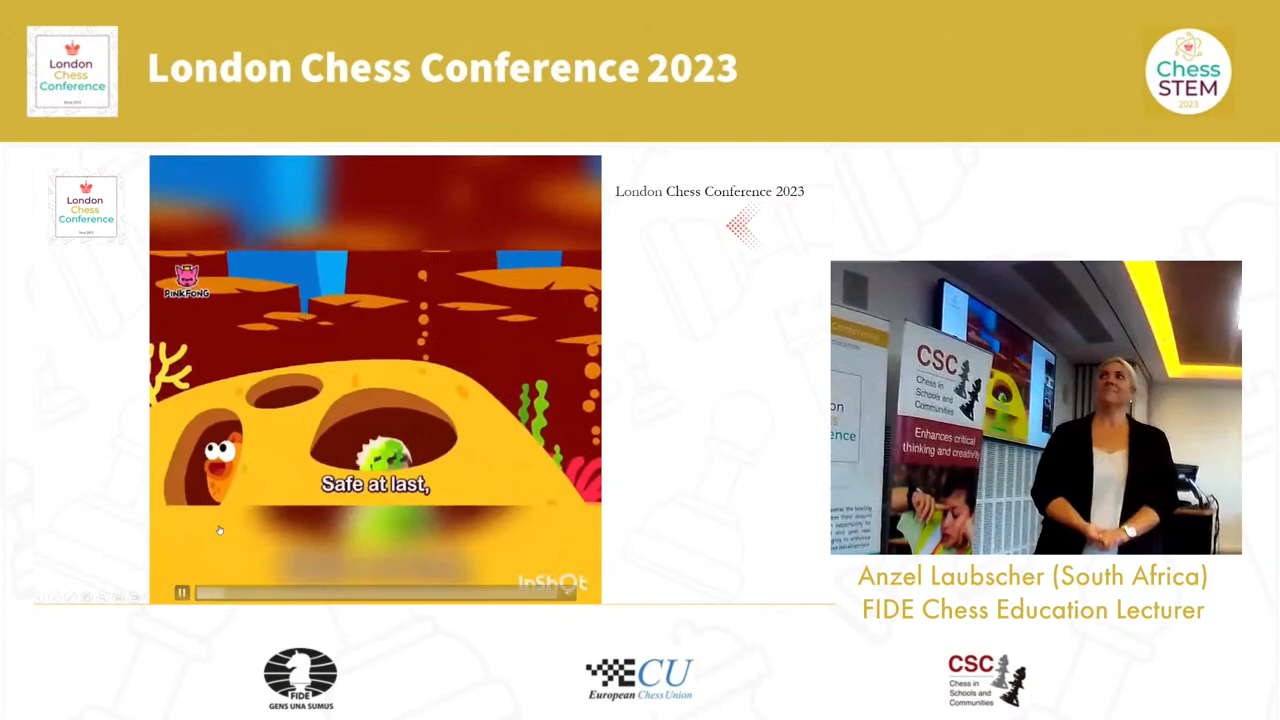 London
Chess
Conference
London Chess Conference 2023
Chess
STEM
2023
London
Chess
Conference
London Chess Conference 2023
PINKFONG
Safe at last,
InShOt
CSC
Chess in
Schools and
Communities
Enhances critical
thinking and creativity
Anzel Laubscher (South Africa)
FIDE Chess Education Lecturer
FIDE
GENS UNA SUMUS
ECU
European Chess Union
CSC
Chess in
Schools and
Communities